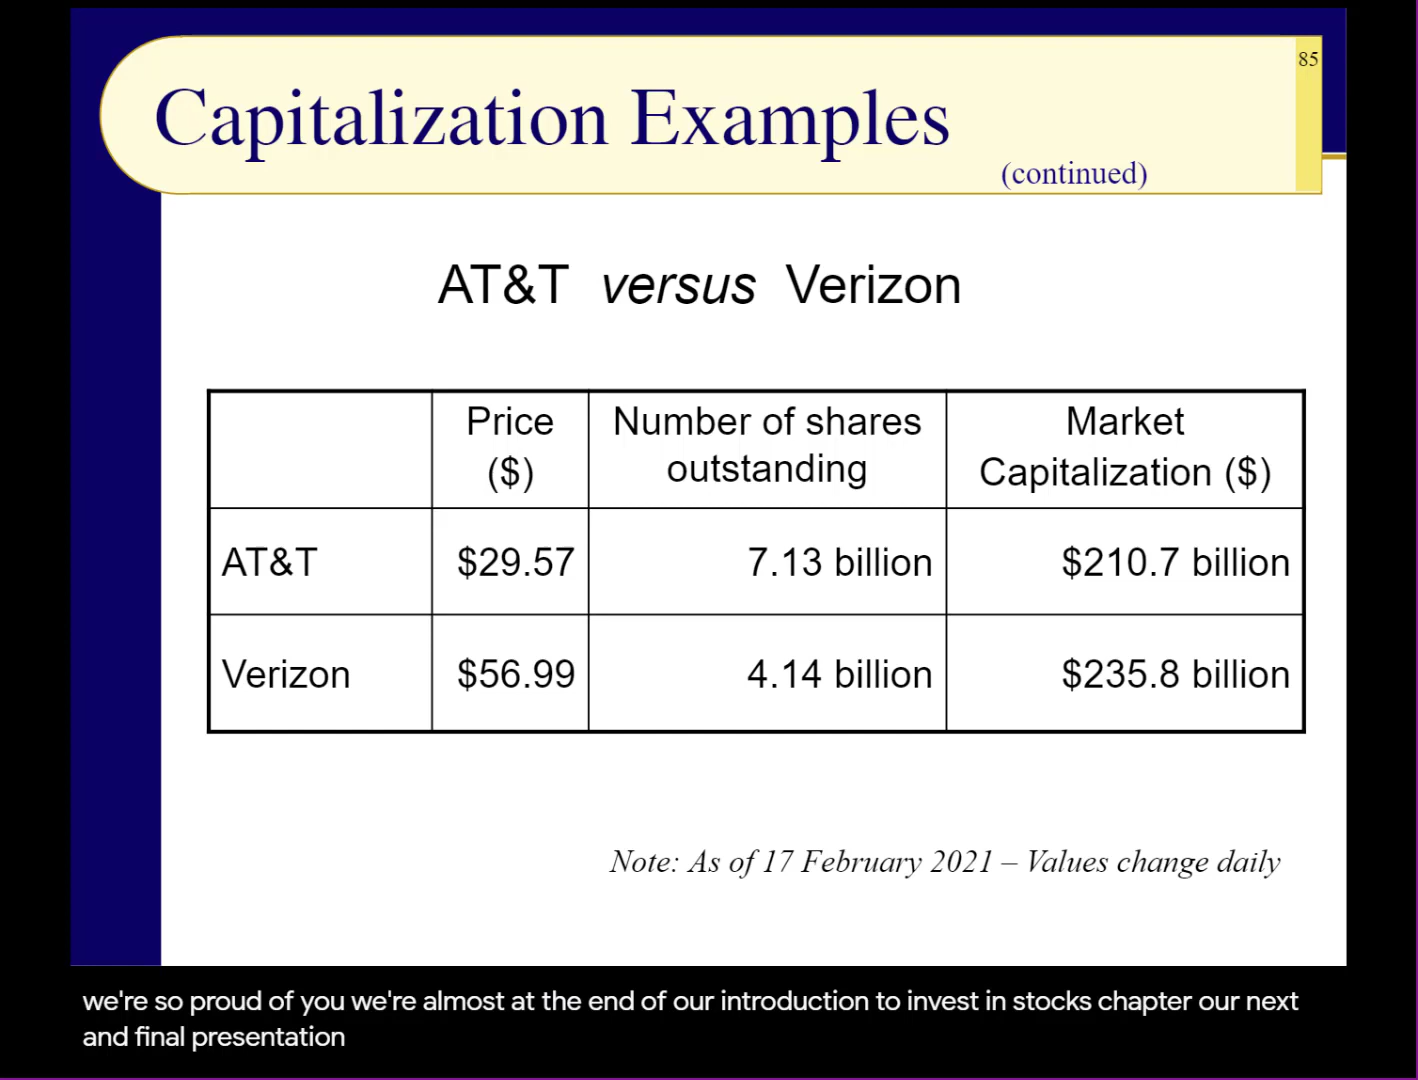 85
Capitalization Examples
(continued)
AT&T versus Verizon
Price
($)
Number of shares
outstanding
Market
Capitalization ($)
AT&T $29.57 7.13 billion $210.7 billion
Verizon $56.99 4.14 billion $235.8 billion
Note: As of 17 February 2021 – Values change daily
we're so proud of you we're almost at the end of our introduction to invest in stocks chapter our next
and final presentation